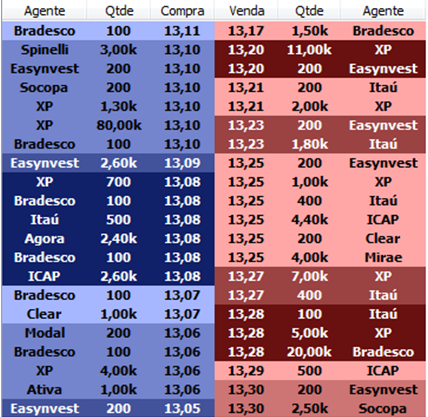 Agente Qtde Compra Venda Qtde Agente
Bradesco 100 13,11 13,17 1,50k Bradesco
Spinelli 3,00k 13,10 13,20 11,00k XP
Easynvest 200 13,10 13,20 200 Easynvest
Socopa 200 13,10 13,21 200 Itaú
XP 1,30k 13,10 13,21 2,00k XP
XP 80,00k 13,10 13,23 200 Easynvest
Bradesco 100 13,10 13,23 1,80k Itaú
Easynvest 2,60k 13,09 13,25 200 Easynvest
XP 700 13,08 13,25 1,00k XP
Bradesco 100 13,08 13,25 400 Itaú
Itaú 500 13,08 13,25 4,40k ICAP
Agora 2,40k 13,08 13,25 200 Clear
Bradesco 100 13,08 13,25 4,00k Mirae
ICAP 2,60k 13,08 13,27 7,00k XP
Bradesco 100 13,07 13,27 400 Itaú
Clear 1,00k 13,07 13,28 100 Itaú
Modal 200 13,06 13,28 5,00k XP
Bradesco 100 13,06 13,28 20,00k Bradesco
XP 4,00k 13,06 13,29 500 ICAP
Ativa 1,00k 13,06 13,30 200 Easynvest
Easynvest 200 13,05 13,30 2,50k Socopa